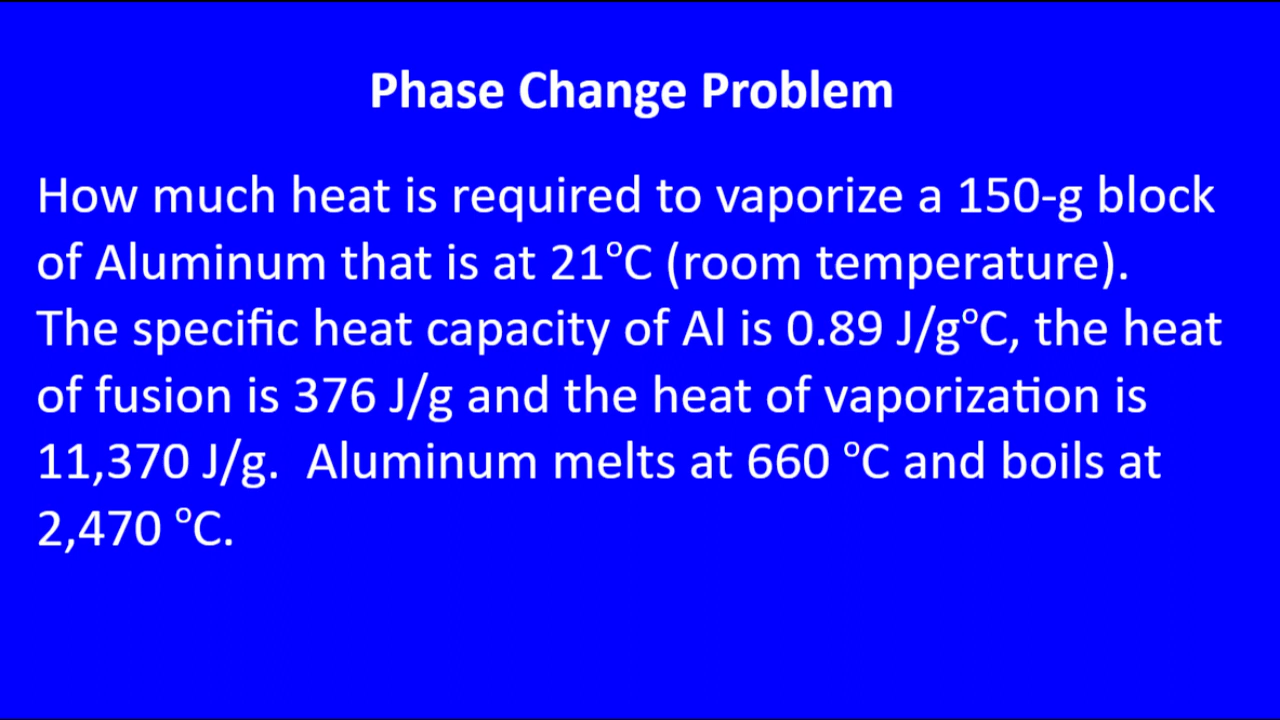 Phase Change Problem
How much heat is required to vaporize a 150-g block
of Aluminum that is at 21°C (room temperature).
The specific heat capacity of Al is 0.89 J/g°C, the heat
of fusion is 376 J/g and the heat of vaporization is
11,370 J/g.  Aluminum melts at 660 °C and boils at
2,470 °C.